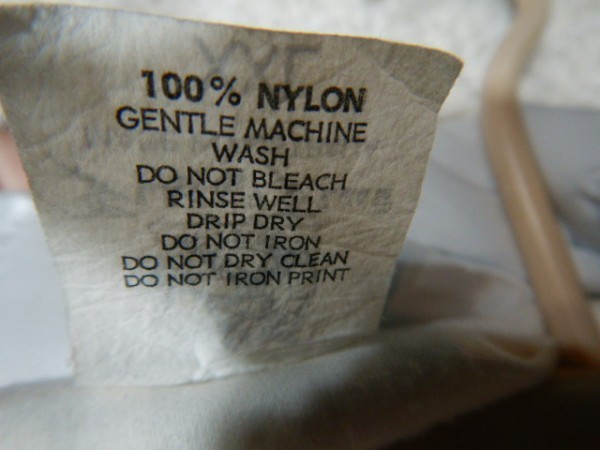 100% NYLON
GENTLE MACHINE
WASH
DO NOT BLEACH
RINSE WELL
DRIP DRY
DO NOT IRON
DO NOT DRY CLEAN
DO NOT IRON PRINT